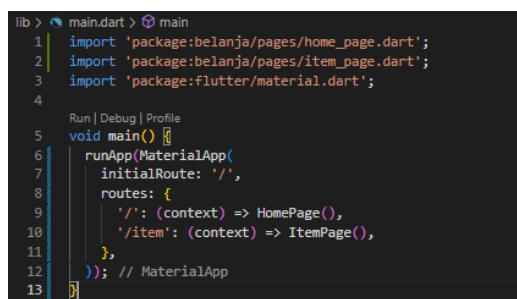 lib > main.dart > main
1 import 'package:belanja/pages/home_page.dart';
2 import 'package:belanja/pages/item_page.dart';
3 import 'package:flutter/material.dart';
4
Run | Debug | Profile
5 void main() {
6   runApp(MaterialApp(
7     initialRoute: '/',
8     routes: {
9       '/': (context) => HomePage(),
10       '/item': (context) => ItemPage(),
11     },
12   )); // MaterialApp
13 }